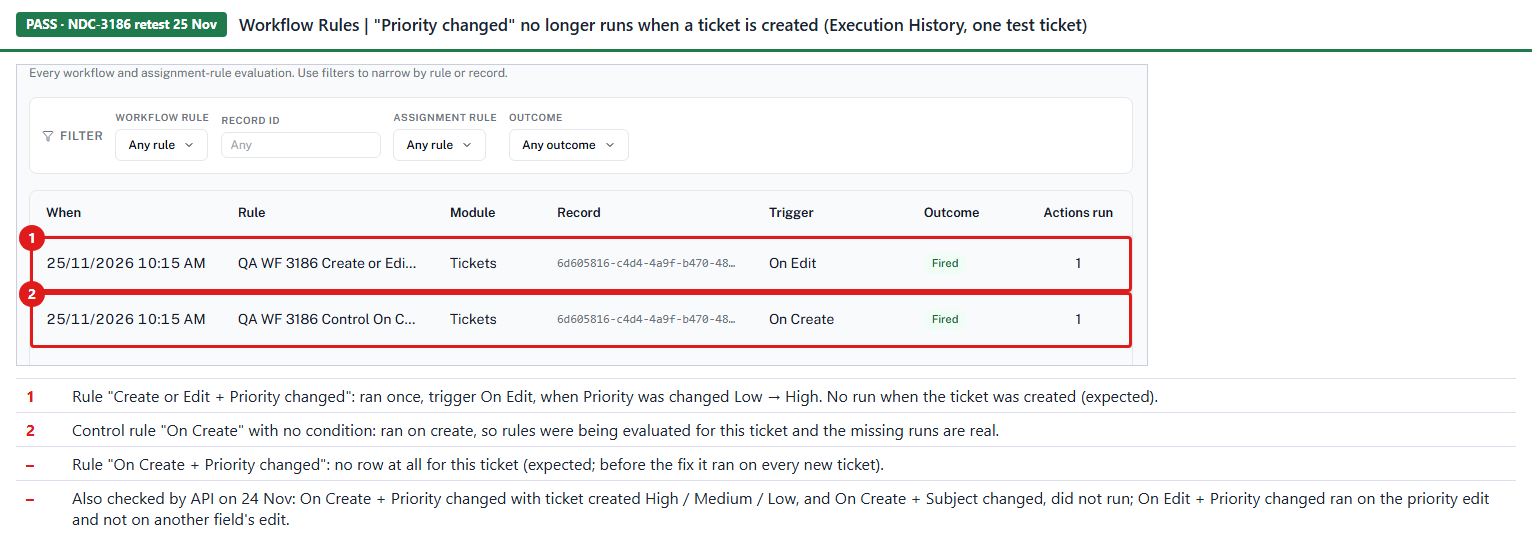 PASS · NDC-3186 retest 25 Nov
Workflow Rules | "Priority changed" no longer runs when a ticket is created (Execution History, one test ticket)
Every workflow and assignment-rule evaluation. Use filters to narrow by rule or record.
FILTER
WORKFLOW RULE
Any rule
RECORD ID
Any
ASSIGNMENT RULE
Any rule
OUTCOME
Any outcome
When Rule Module Record Trigger Outcome Actions run
1
25/11/2026 10:15 AM QA WF 3186 Create or Edi... Tickets 6d605816-c4d4-4a9f-b470-48… On Edit Fired 1
2
25/11/2026 10:15 AM QA WF 3186 Control On C... Tickets 6d605816-c4d4-4a9f-b470-48… On Create Fired 1
1 Rule "Create or Edit + Priority changed": ran once, trigger On Edit, when Priority was changed Low → High. No run when the ticket was created (expected).
2 Control rule "On Create" with no condition: ran on create, so rules were being evaluated for this ticket and the missing runs are real.
– Rule "On Create + Priority changed": no row at all for this ticket (expected; before the fix it ran on every new ticket).
– Also checked by API on 24 Nov: On Create + Priority changed with ticket created High / Medium / Low, and On Create + Subject changed, did not run; On Edit + Priority changed ran on the priority edit
and not on another field's edit.